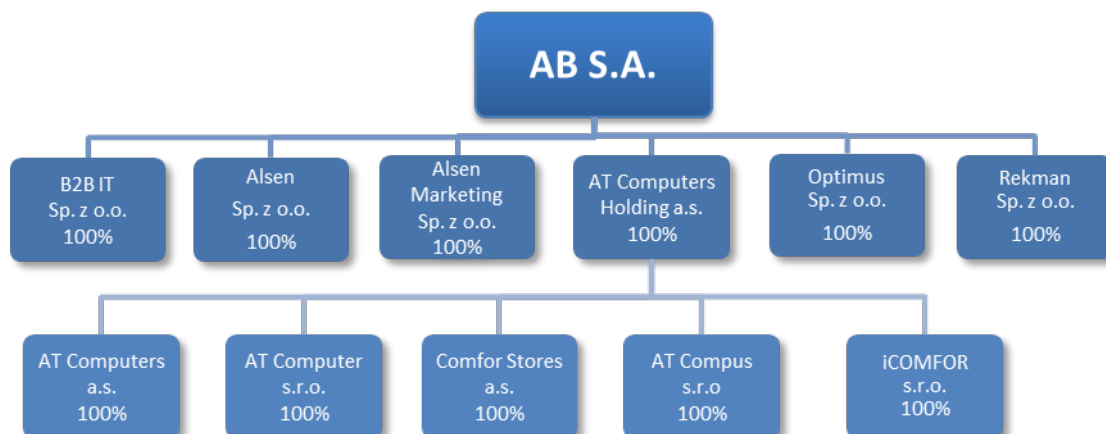 AB S.A.
B2B IT
Sp. z o.o.
100%
Alsen
Sp. z o.o.
100%
Alsen
Marketing
Sp. z o.o.
100%
AT Computers
Holding a.s.
100%
Optimus
Sp. z o.o.
100%
Rekman
Sp. z o.o.
100%
AT Computers
a.s.
100%
AT Computer
s.r.o.
100%
Comfor Stores
a.s.
100%
AT Compus
s.r.o
100%
iCOMFOR
s.r.o.
100%